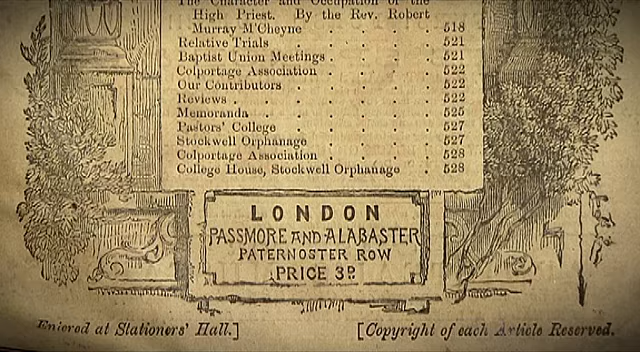 The Character and Occupation of the
High Priest. By the Rev. Robert
Murray M'Cheyne . . . . 518
Relative Trials . . . . . 521
Baptist Union Meetings . . . . 521
Colportage Association . . . . 522
Our Contributors . . . . . 522
Reviews . . . . . . 522
Memoranda . . . . . . 525
Pastors' College . . . . . 527
Stockwell Orphanage . . . . 527
Colportage Association . . . . 528
College House, Stockwell Orphanage . 528
LONDON
PASSMORE AND ALABASTER
PATERNOSTER ROW
PRICE 3D.
Entered at Stationers' Hall.] [Copyright of each Article Reserved.